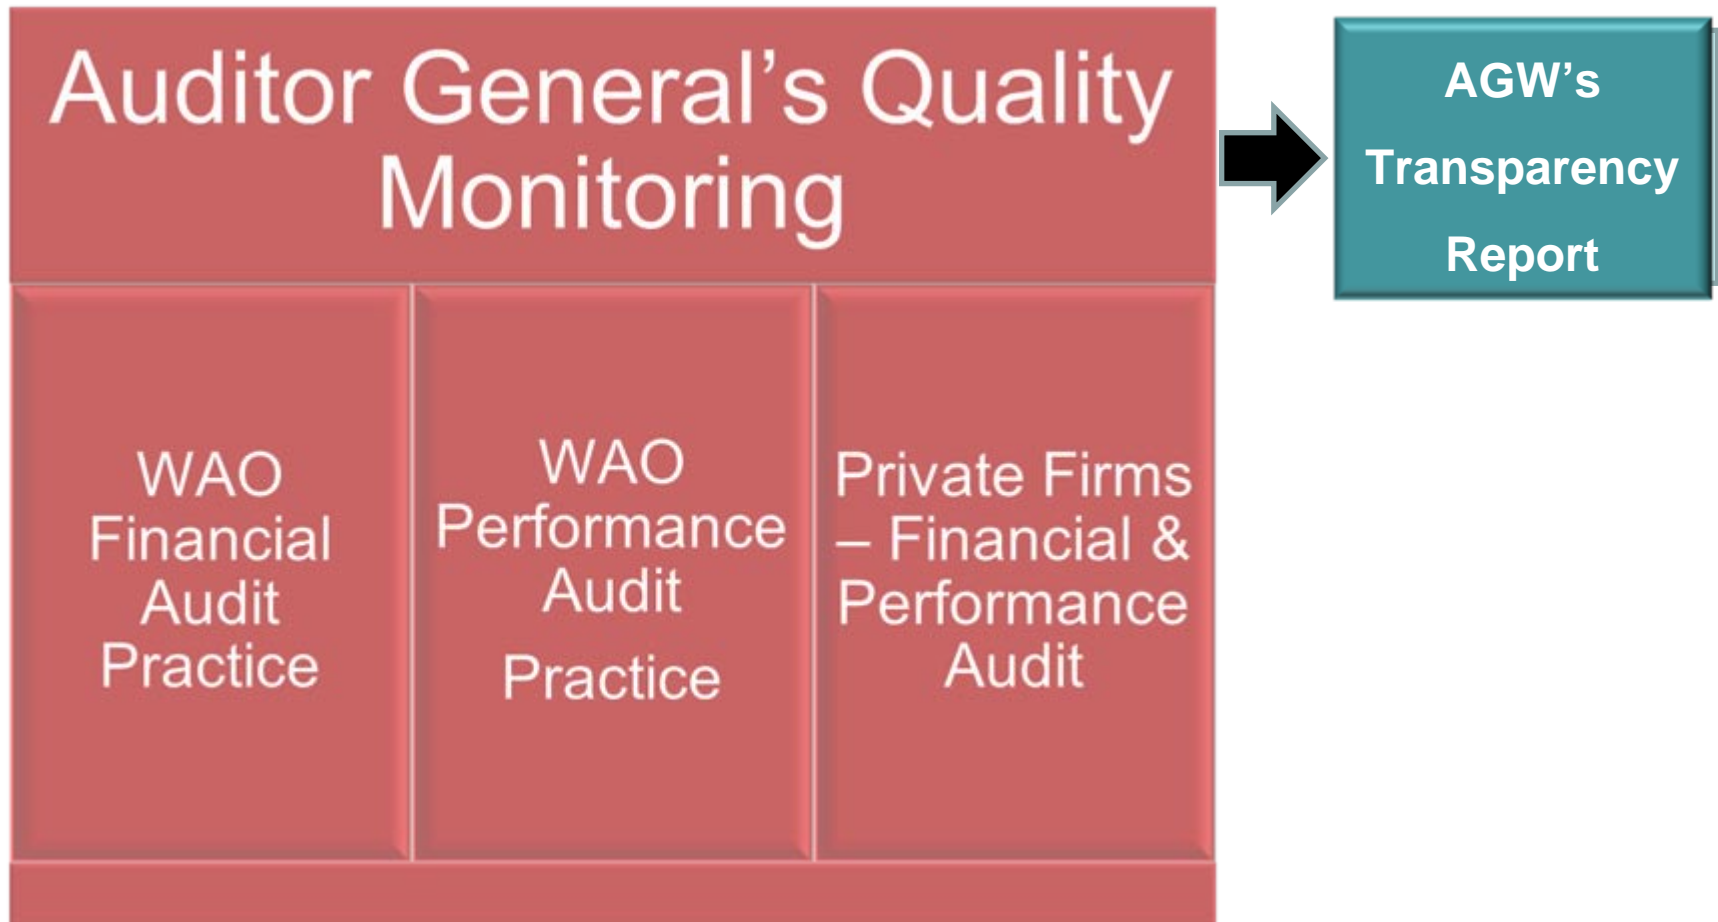 Auditor General’s Quality
Monitoring
AGW’s
Transparency
Report
WAO
Financial
Audit
Practice
WAO
Performance
Audit
Practice
Private Firms
– Financial &
Performance
Audit